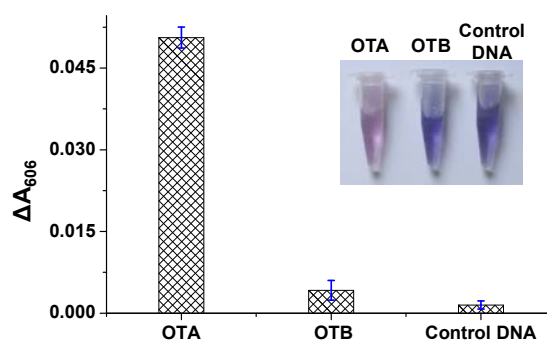 Control
OTA OTB DNA
0.045
0.030
0.015
0.000
ΔA606
OTA OTB Control DNA